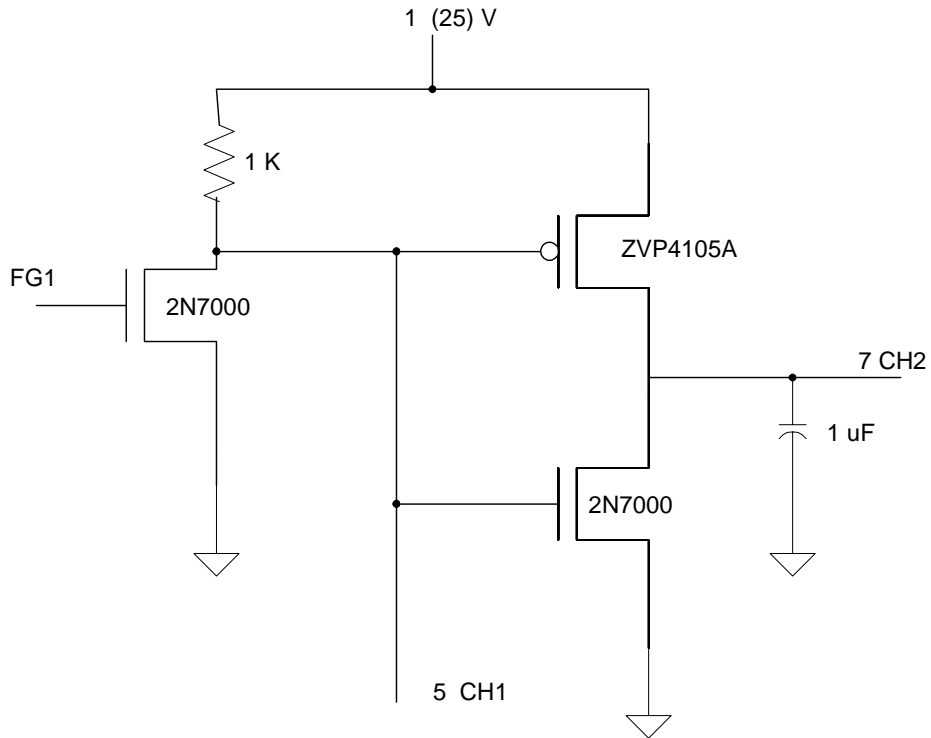 1 (25) V
1 K
ZVP4105A
FG1
2N7000
7 CH2
1 uF
2N7000
5 CH1